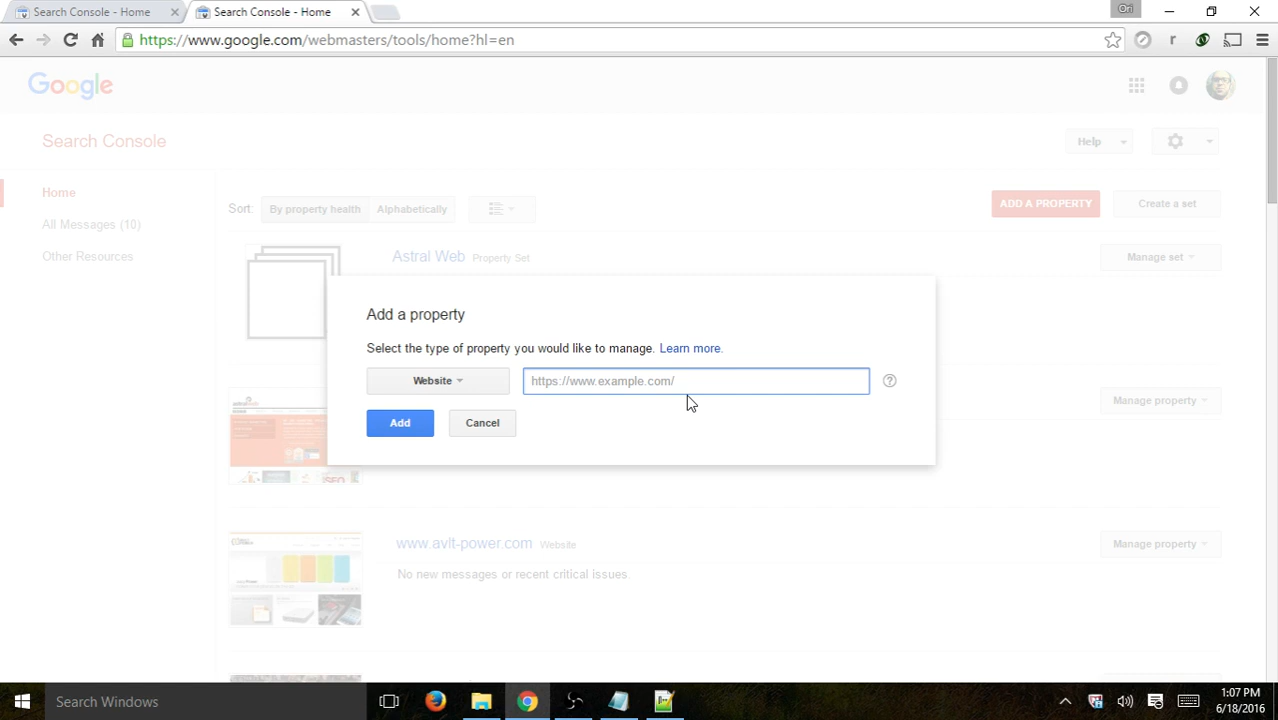 Search Console - Home
Search Console - Home
Ori
https://www.google.com/webmasters/tools/home?hl=en
Google
Search Console
Help
Home
All Messages (10)
Other Resources
Sort:
By property health
Alphabetically
ADD A PROPERTY
Create a set
Astral Web Property Set
Manage set
Add a property
Select the type of property you would like to manage. Learn more.
Website
https://www.example.com/
?
Add
Cancel
Manage property
SEO
www.avit-power.com Website
Manage property
No new messages or recent critical issues.
Search Windows
1:07 PM
6/18/2016